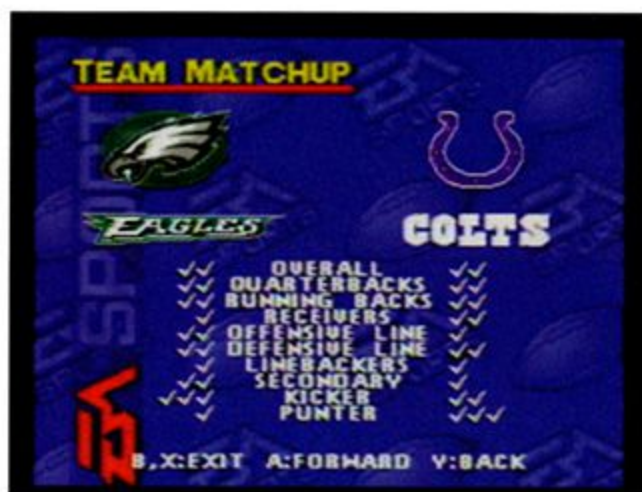 TEAM MATCHUP
EAGLES COLTS
✓✓ OVERALL ✓✓
✓✓ QUARTERBACKS ✓✓
✓✓ RUNNING BACKS ✓✓
✓ RECEIVERS ✓✓
✓✓ OFFENSIVE LINE ✓
✓✓ DEFENSIVE LINE ✓✓
✓ LINEBACKERS ✓
✓✓ SECONDARY ✓
✓✓✓ KICKER ✓✓
✓ PUNTER ✓✓✓
B,X:EXIT A:FORWARD Y:BACK
SPORTS